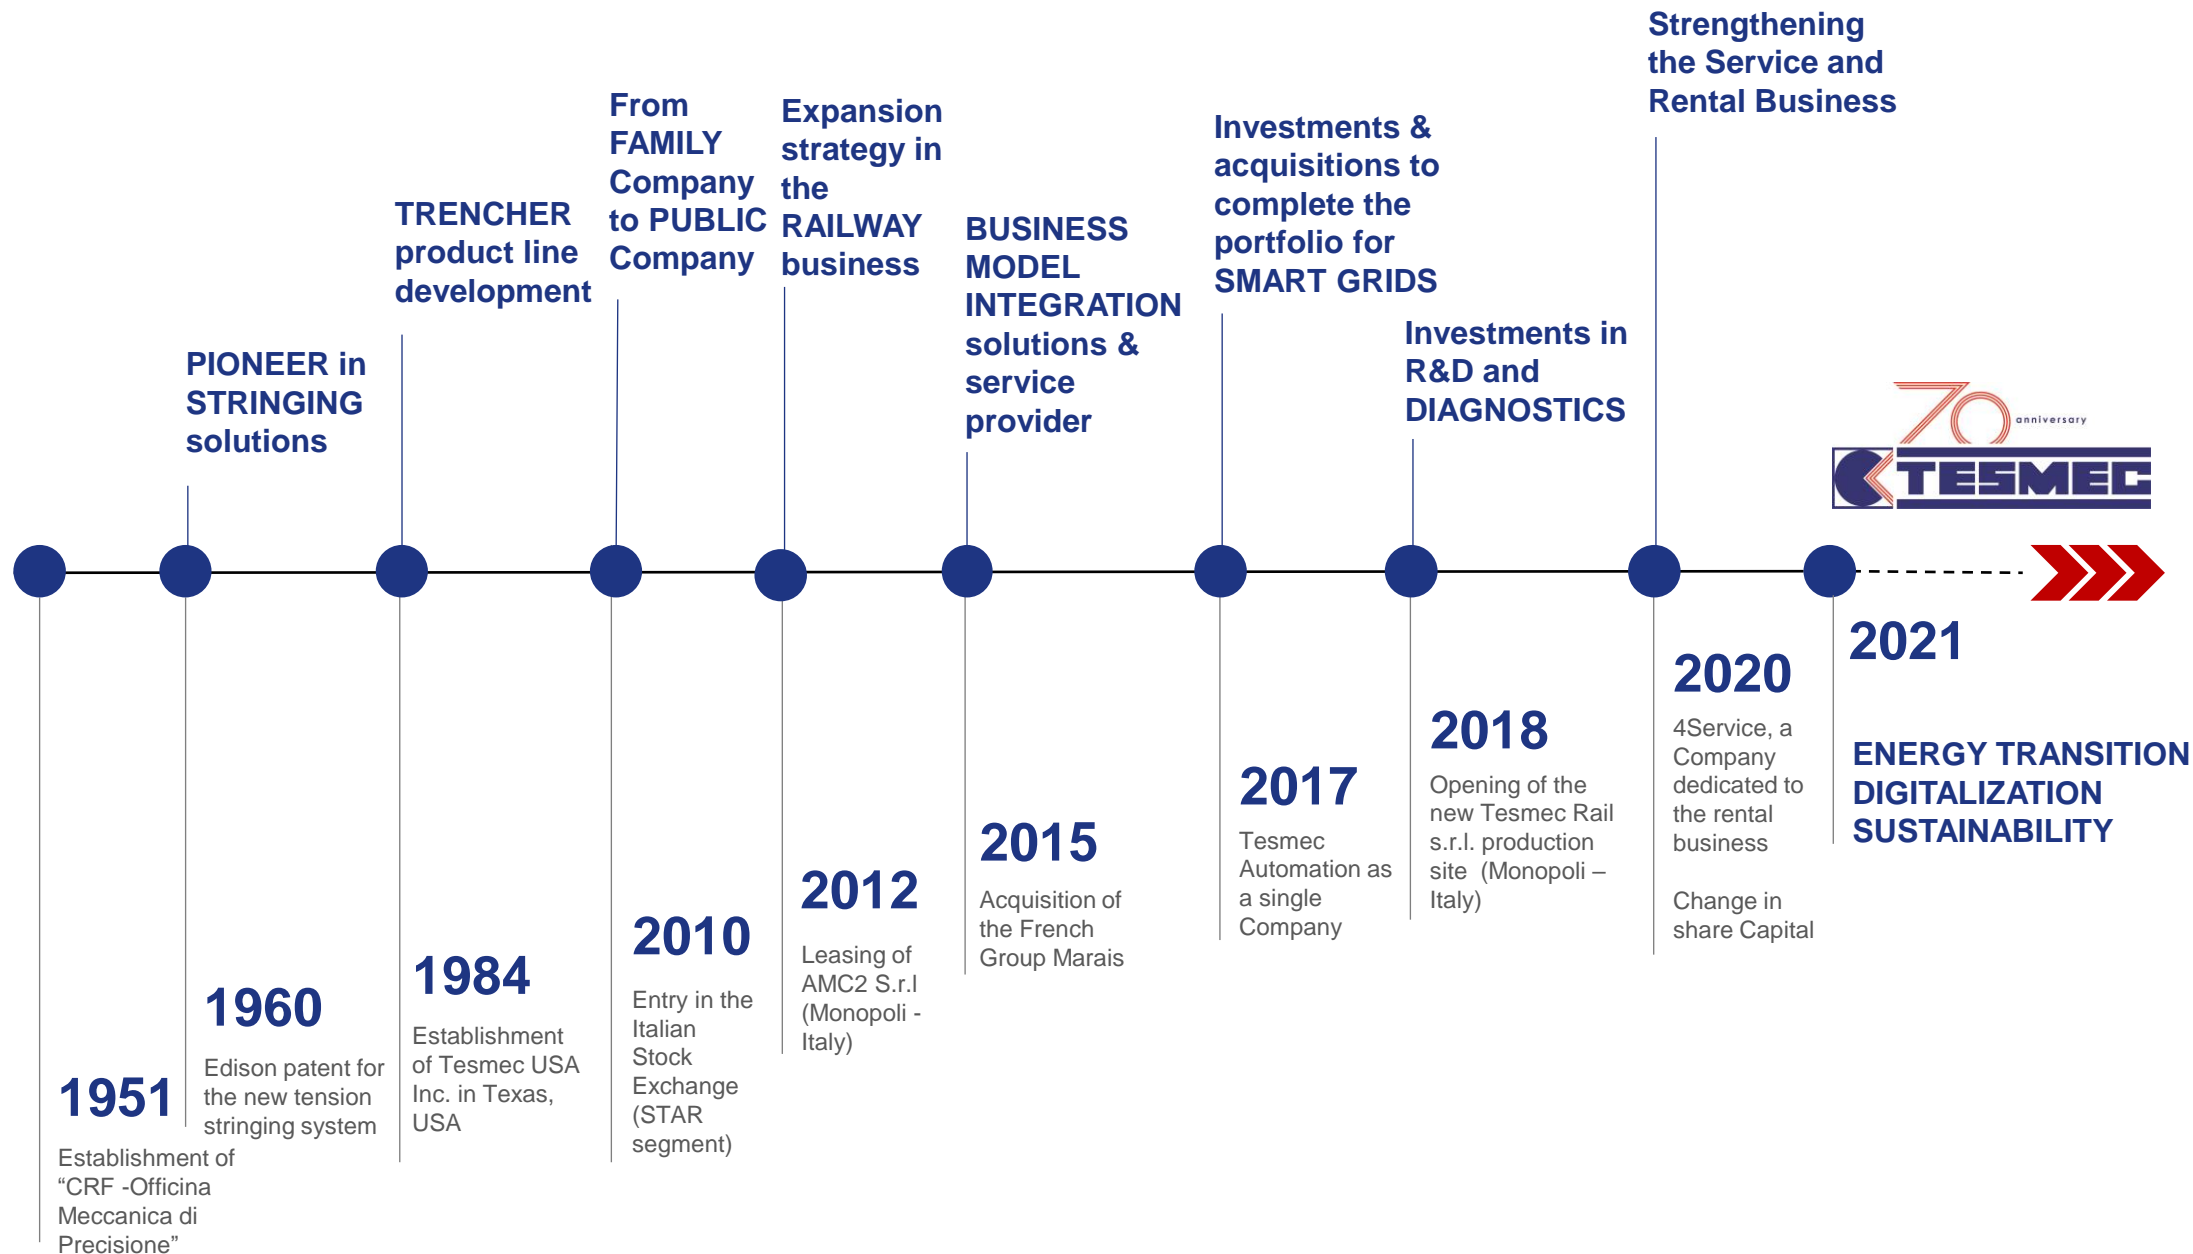 PIONEER in
STRINGING
solutions
TRENCHER
product line
development
From
FAMILY
Company
to PUBLIC
Company
Expansion
strategy in
the
RAILWAY
business
BUSINESS
MODEL
INTEGRATION
solutions &
service
provider
Investments &
acquisitions to
complete the
portfolio for
SMART GRIDS
Investments in
R&D and
DIAGNOSTICS
Strengthening
the Service and
Rental Business
70 anniversary
TESMEC
1951
Establishment of
“CRF -Officina
Meccanica di
Precisione”
1960
Edison patent for
the new tension
stringing system
1984
Establishment
of Tesmec USA
Inc. in Texas,
USA
2010
Entry in the
Italian
Stock
Exchange
(STAR
segment)
2012
Leasing of
AMC2 S.r.l
(Monopoli -
Italy)
2015
Acquisition of
the French
Group Marais
2017
Tesmec
Automation as
a single
Company
2018
Opening of the
new Tesmec Rail
s.r.l. production
site (Monopoli –
Italy)
2020
4Service, a
Company
dedicated to
the rental
business
Change in
share Capital
2021
ENERGY TRANSITION
DIGITALIZATION
SUSTAINABILITY